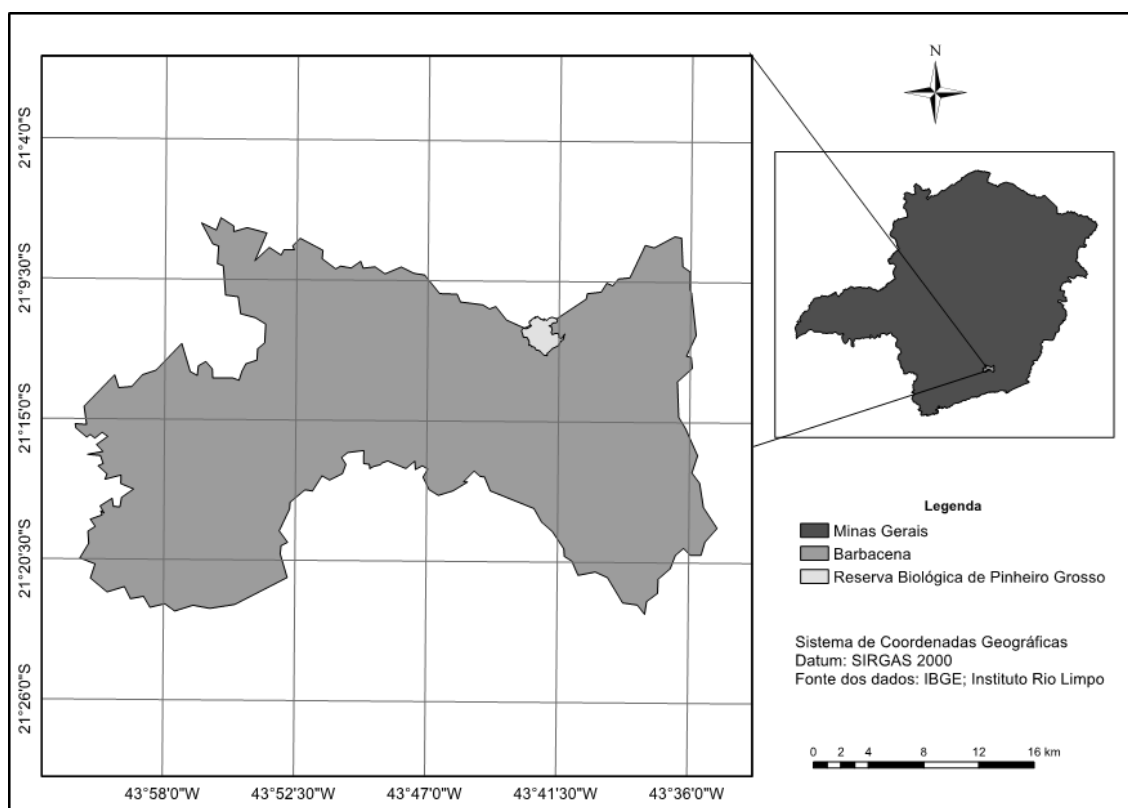 N
21°4'0"S
21°9'30"S
21°15'0"S
21°20'30"S
21°26'0"S
43°58'0"W 43°52'30"W 43°47'0"W 43°41'30"W 43°36'0"W
Legenda
Minas Gerais
Barbacena
Reserva Biológica de Pinheiro Grosso
Sistema de Coordenadas Geográficas
Datum: SIRGAS 2000
Fonte dos dados: IBGE; Instituto Rio Limpo
0 2 4 8 12 16 km